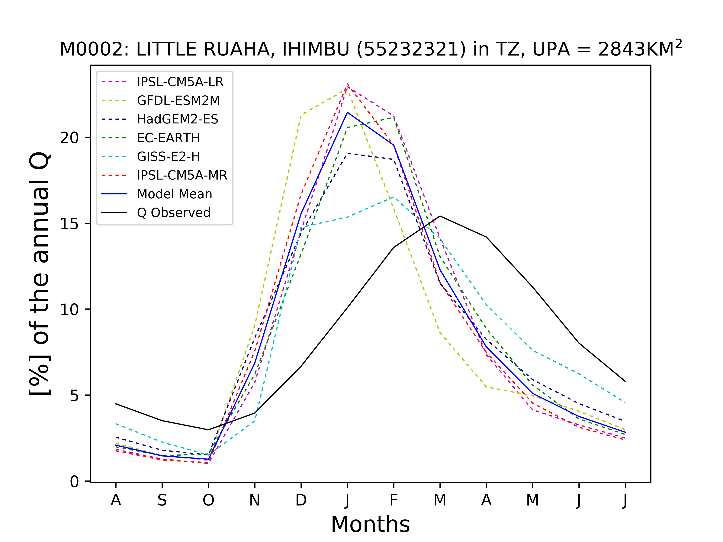 M0002: LITTLE RUAHA, IHIMBU (55232321) in TZ, UPA = 2843KM²
IPSL-CM5A-LR
GFDL-ESM2M
HadGEM2-ES
EC-EARTH
GISS-E2-H
IPSL-CM5A-MR
Model Mean
Q Observed
[%] of the annual Q
20
15
10
5
0
A S O N D J F M A M J J
Months